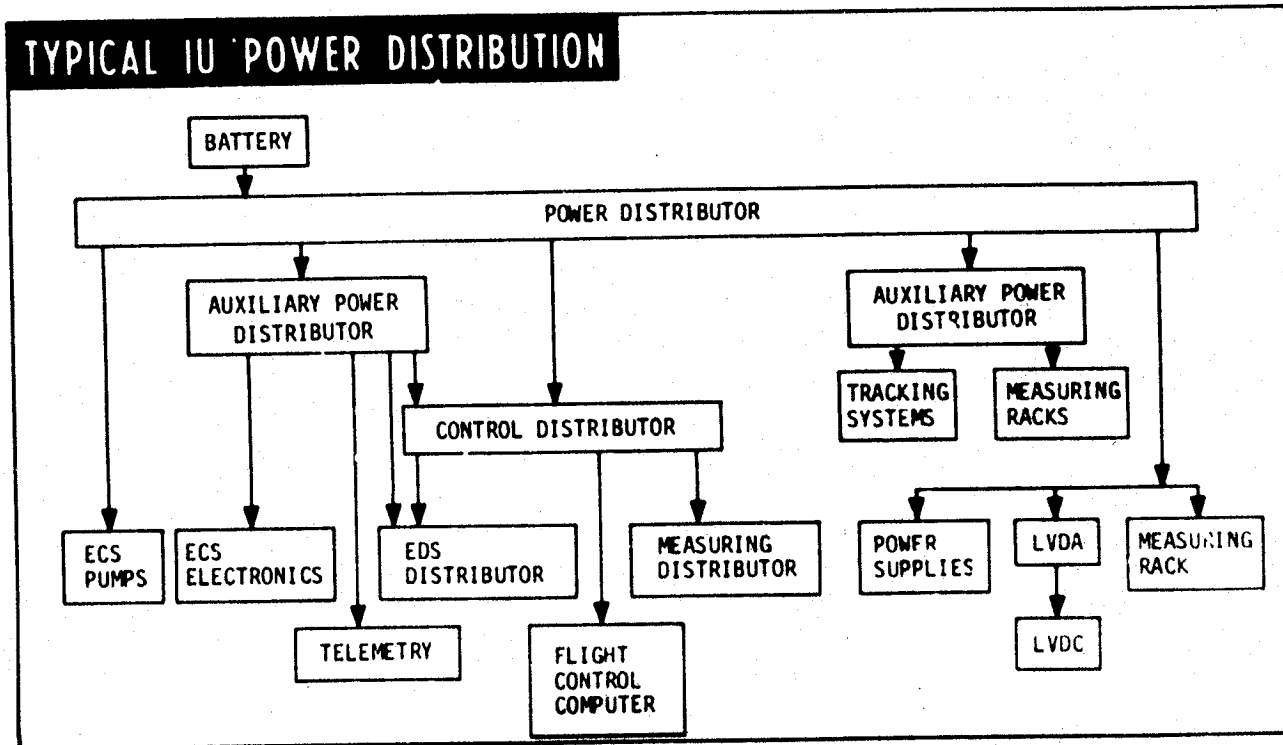 TYPICAL IU POWER DISTRIBUTION
BATTERY
POWER DISTRIBUTOR
AUXILIARY POWER
DISTRIBUTOR
AUXILIARY POWER
DISTRIBUTOR
TRACKING
SYSTEMS
MEASURING
RACKS
CONTROL DISTRIBUTOR
ECS
PUMPS
ECS
ELECTRONICS
EDS
DISTRIBUTOR
MEASURING
DISTRIBUTOR
POWER
SUPPLIES
LVDA
MEASURING
RACK
TELEMETRY
FLIGHT
CONTROL
COMPUTER
LVDC